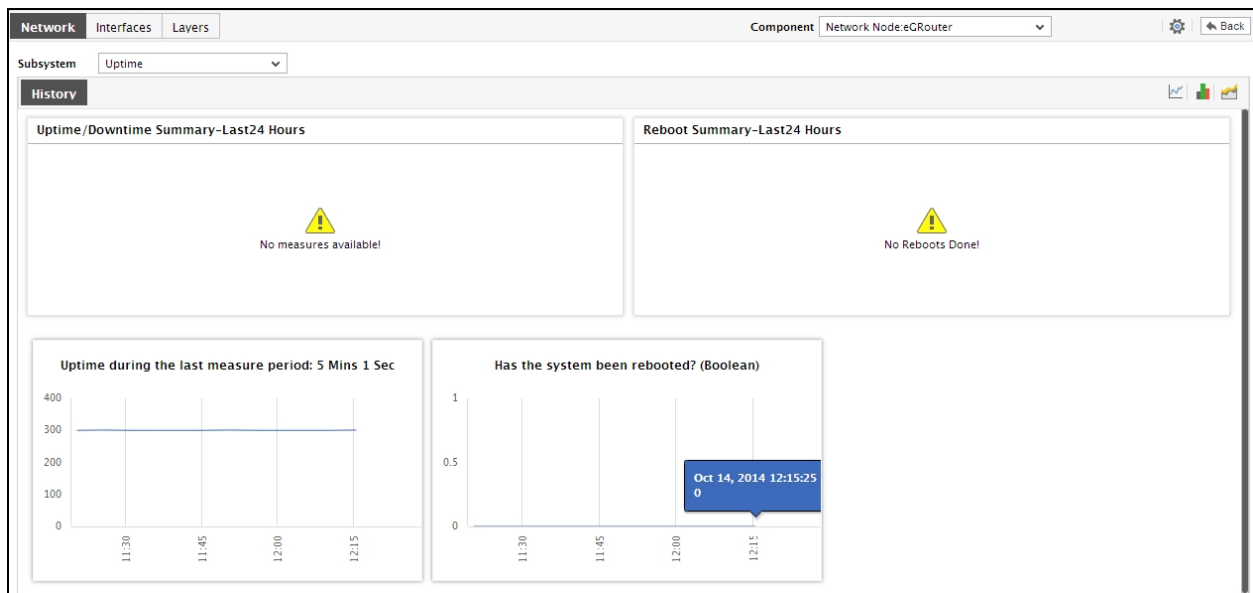 Network Interfaces Layers Component Network Node:eGRouter Back
Subsystem Uptime
History
Uptime/Downtime Summary-Last24 Hours
Reboot Summary-Last24 Hours
No measures available!
No Reboots Done!
Uptime during the last measure period: 5 Mins 1 Sec
400
300
200
100
0
11:30
11:45
12:00
12:15
Has the system been rebooted? (Boolean)
1
0.5
0
Oct 14, 2014 12:15:25
0
11:30
11:45
12:00
12:15